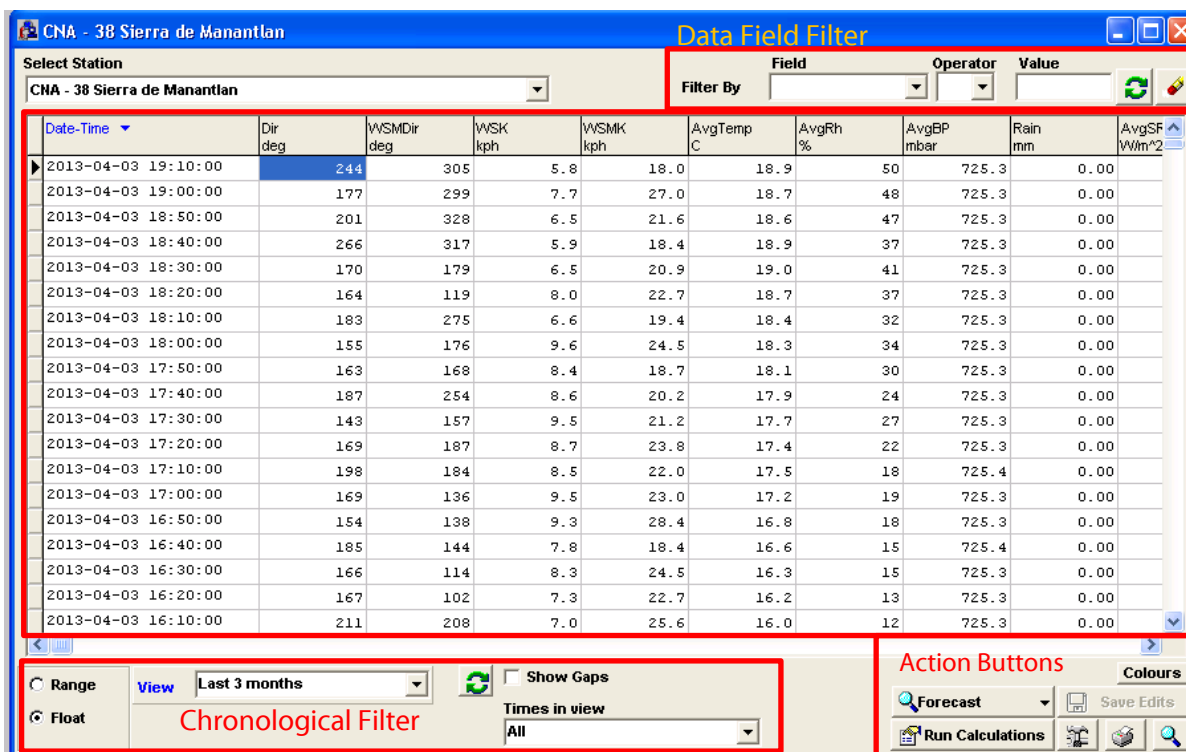 CNA - 38 Sierra de Manantlan
Data Field Filter
Select Station
CNA - 38 Sierra de Manantlan
Filter By
Field
Operator
Value
Date-Time Dir deg WSMDir deg WSK kph WSMK kph AvgTemp C AvgRh % AvgBP mbar Rain mm AvgSR W/m^2
2013-04-03 19:10:00 244 305 5.8 18.0 18.9 50 725.3 0.00
2013-04-03 19:00:00 177 299 7.7 27.0 18.7 48 725.3 0.00
2013-04-03 18:50:00 201 328 6.5 21.6 18.6 47 725.3 0.00
2013-04-03 18:40:00 266 317 5.9 18.4 18.9 37 725.3 0.00
2013-04-03 18:30:00 170 179 6.5 20.9 19.0 41 725.3 0.00
2013-04-03 18:20:00 164 119 8.0 22.7 18.7 37 725.3 0.00
2013-04-03 18:10:00 183 275 6.6 19.4 18.4 32 725.3 0.00
2013-04-03 18:00:00 155 176 9.6 24.5 18.3 34 725.3 0.00
2013-04-03 17:50:00 163 168 8.4 18.7 18.1 30 725.3 0.00
2013-04-03 17:40:00 187 254 8.6 20.2 17.9 24 725.3 0.00
2013-04-03 17:30:00 143 157 9.5 21.2 17.7 27 725.3 0.00
2013-04-03 17:20:00 169 187 8.7 23.8 17.4 22 725.3 0.00
2013-04-03 17:10:00 198 184 8.5 22.0 17.5 18 725.4 0.00
2013-04-03 17:00:00 169 136 9.5 23.0 17.2 19 725.3 0.00
2013-04-03 16:50:00 154 138 9.3 28.4 16.8 18 725.3 0.00
2013-04-03 16:40:00 185 144 7.8 18.4 16.6 15 725.4 0.00
2013-04-03 16:30:00 166 114 8.3 24.5 16.3 15 725.3 0.00
2013-04-03 16:20:00 167 102 7.3 22.7 16.2 13 725.3 0.00
2013-04-03 16:10:00 211 208 7.0 25.6 16.0 12 725.3 0.00
Range
Float
View
Last 3 months
Chronological Filter
Show Gaps
Times in view
All
Action Buttons
Colours
Forecast
Save Edits
Run Calculations